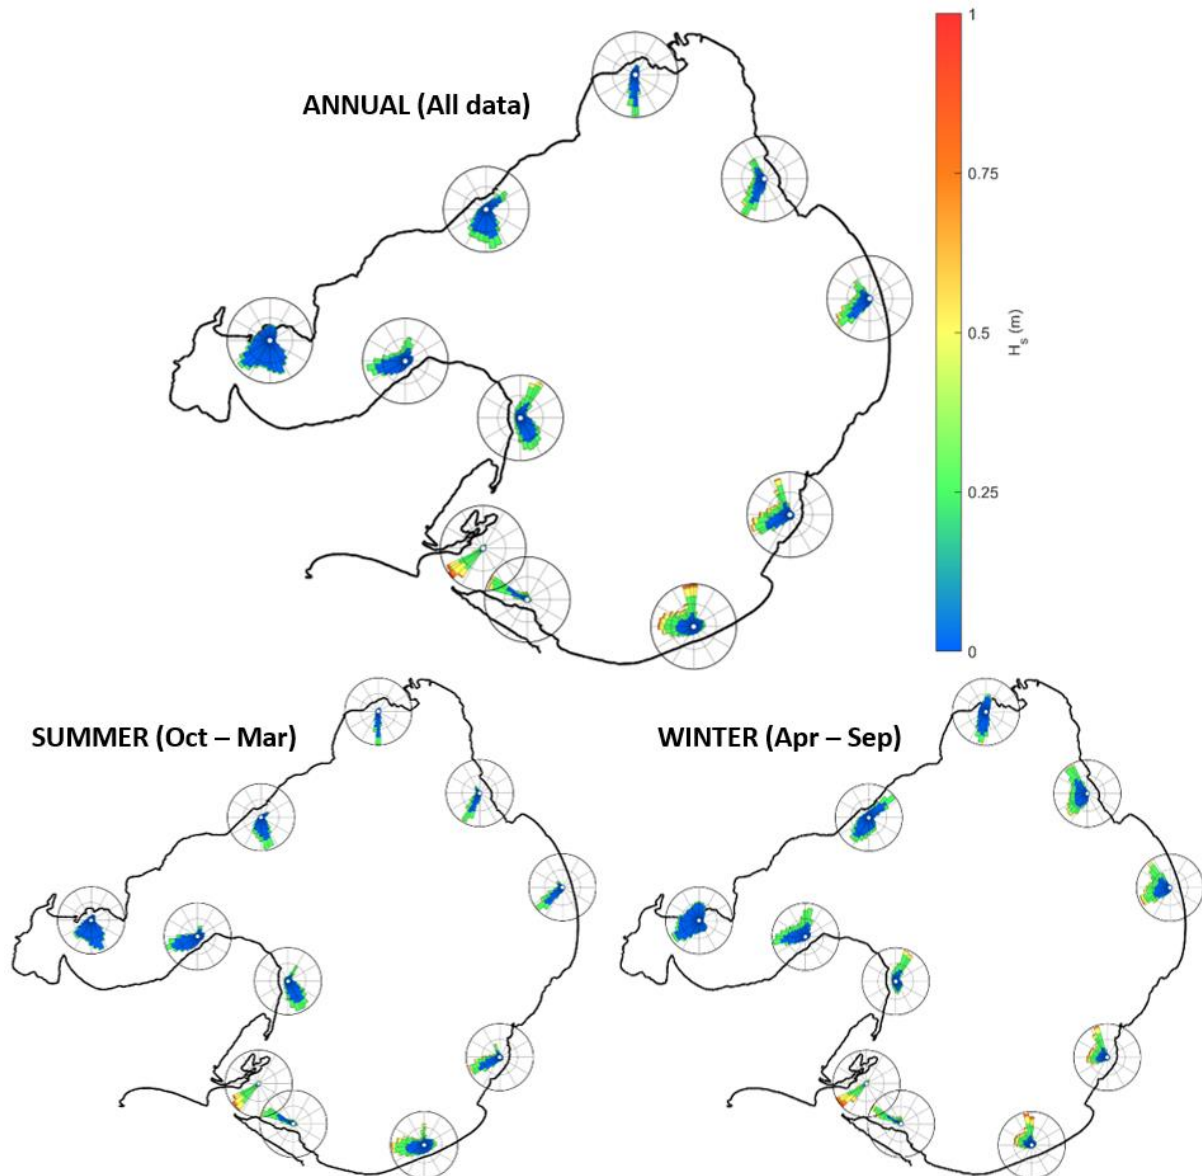 ANNUAL (All data)
1
0.75
0.5
0.25
0
H_s (m)
SUMMER (Oct – Mar)
WINTER (Apr – Sep)